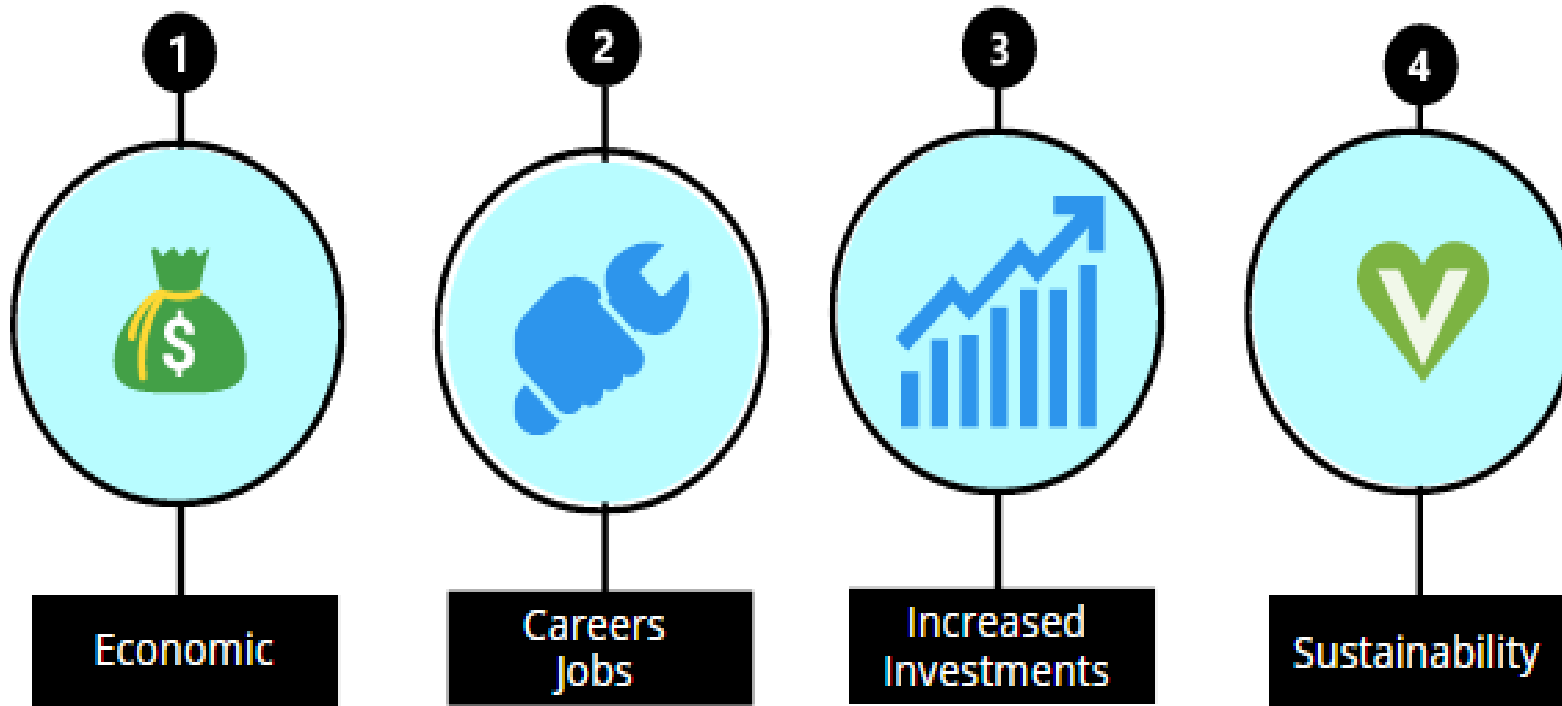 1
2
3
4
$
V
Economic
Careers
Jobs
Increased
Investments
Sustainability